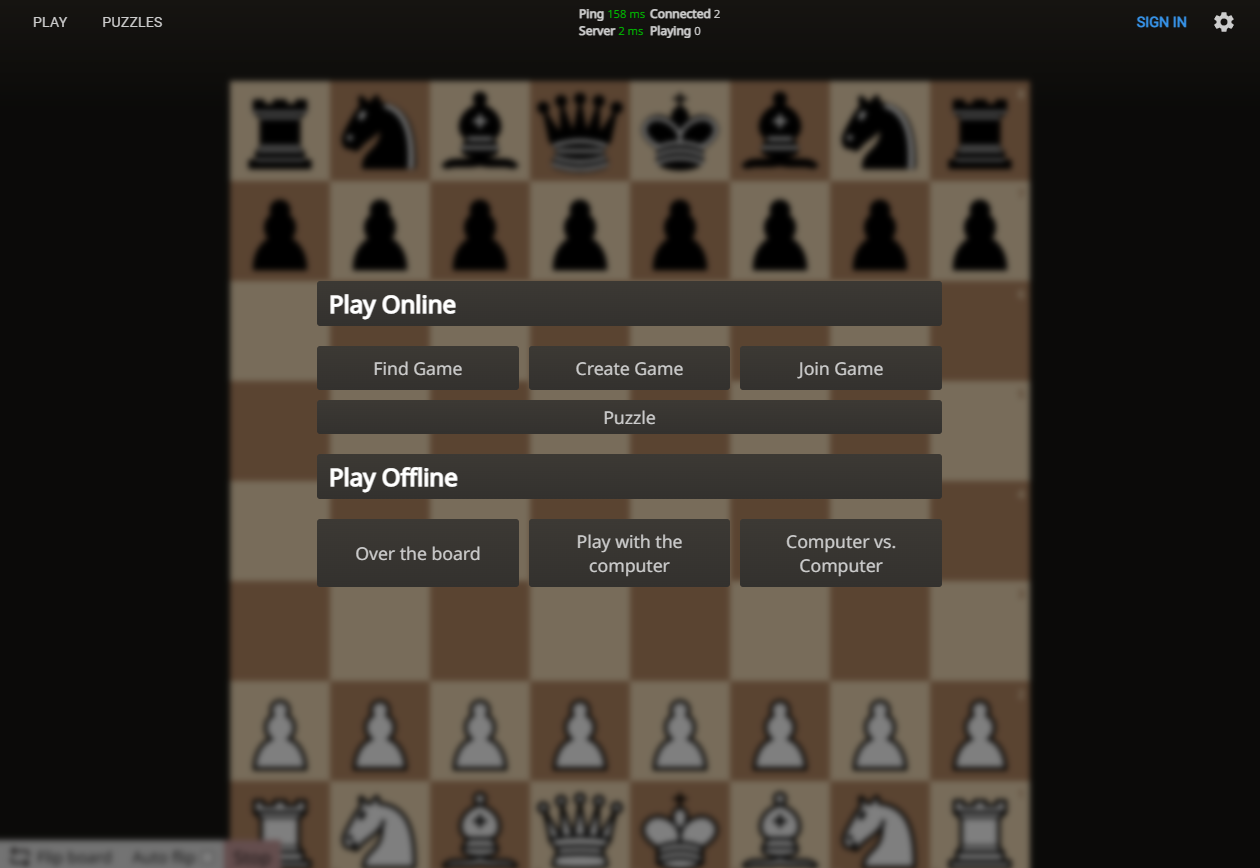 PLAY PUZZLES
Ping 158 ms Connected 2
Server 2 ms Playing 0
SIGN IN
Play Online
Find Game Create Game Join Game
Puzzle
Play Offline
Over the board
Play with the
computer
Computer vs.
Computer
Flip board Auto flip Stop